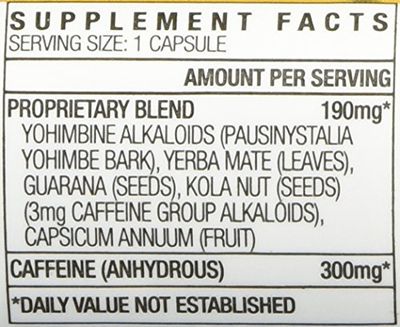 SUPPLEMENT FACTS
SERVING SIZE: 1 CAPSULE
AMOUNT PER SERVING
PROPRIETARY BLEND 190mg*
YOHIMBINE ALKALOIDS (PAUSINYSTALIA
YOHIMBE BARK), YERBA MATE (LEAVES),
GUARANA (SEEDS), KOLA NUT (SEEDS)
(3mg CAFFEINE GROUP ALKALOIDS),
CAPSICUM ANNUUM (FRUIT)
CAFFEINE (ANHYDROUS) 300mg*
*DAILY VALUE NOT ESTABLISHED